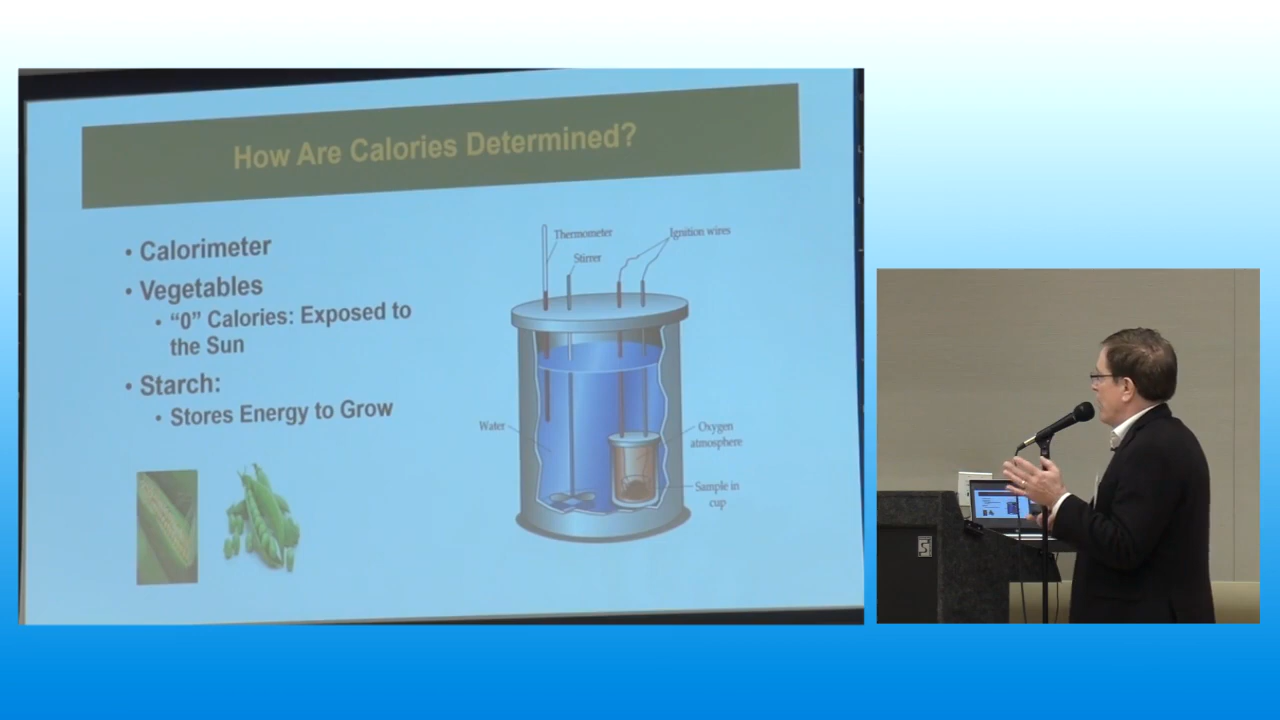 How Are Calories Determined?
• Calorimeter
• Vegetables
• “0” Calories: Exposed to
the Sun
• Starch:
• Stores Energy to Grow
Thermometer
Ignition wires
Stirrer
Water
Oxygen
atmosphere
Sample in
cup